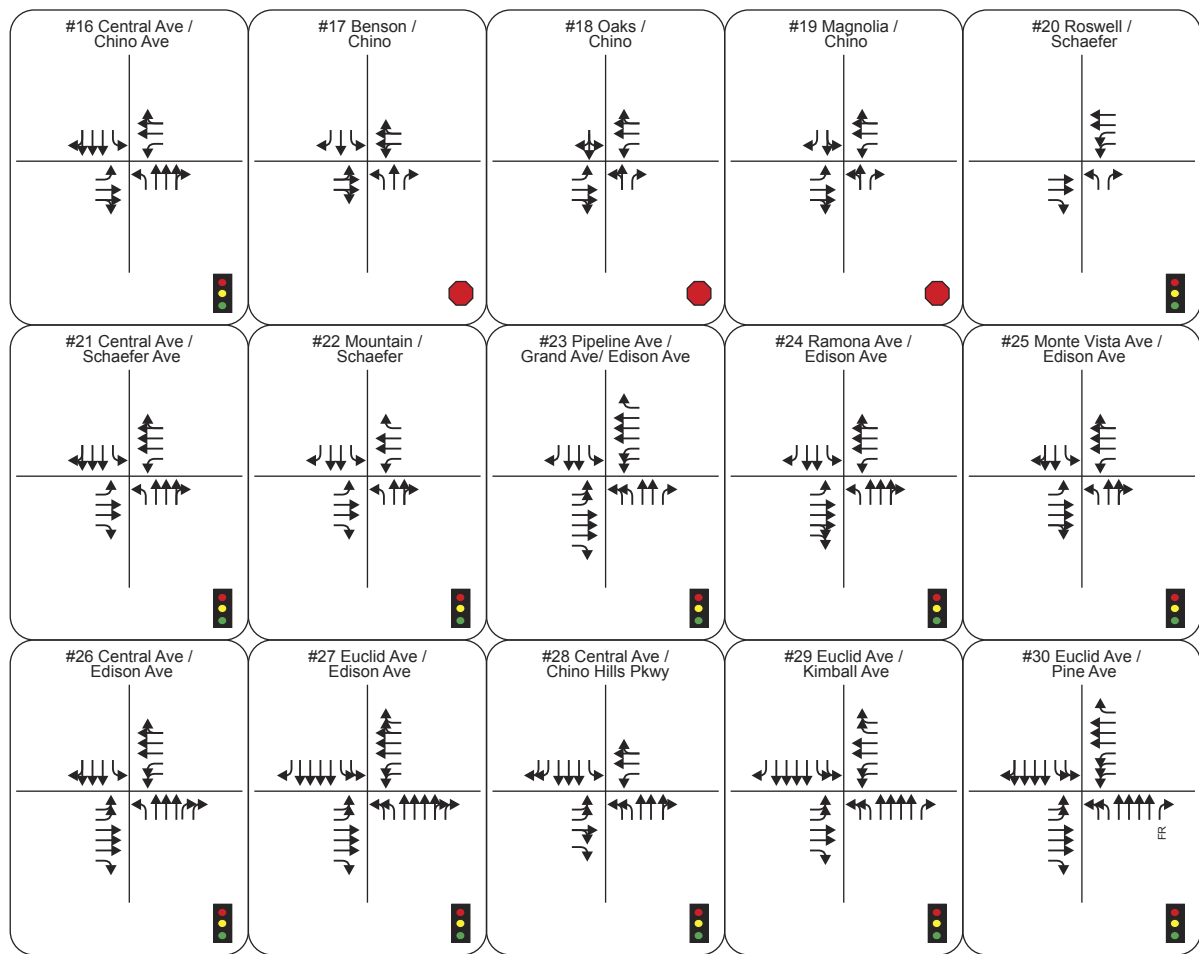 #16 Central Ave /
Chino Ave
#17 Benson /
Chino
#18 Oaks /
Chino
#19 Magnolia /
Chino
#20 Roswell /
Schaefer
#21 Central Ave /
Schaefer Ave
#22 Mountain /
Schaefer
#23 Pipeline Ave /
Grand Ave/ Edison Ave
#24 Ramona Ave /
Edison Ave
#25 Monte Vista Ave /
Edison Ave
#26 Central Ave /
Edison Ave
#27 Euclid Ave /
Edison Ave
#28 Central Ave /
Chino Hills Pkwy
#29 Euclid Ave /
Kimball Ave
#30 Euclid Ave /
Pine Ave
FR